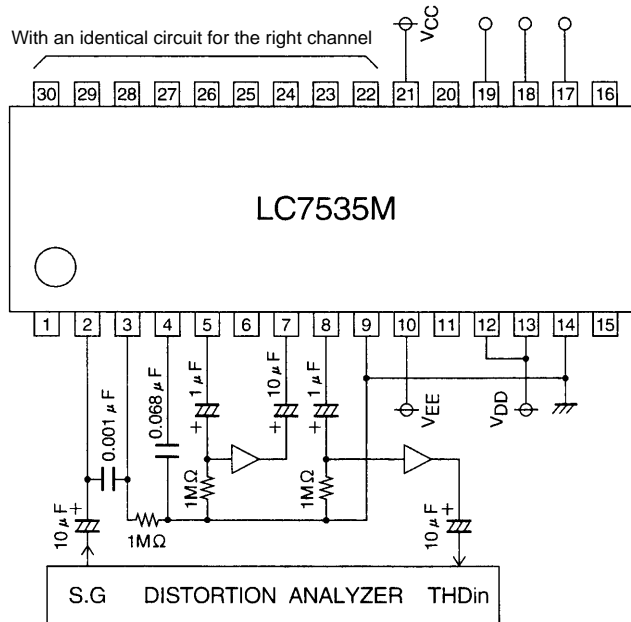 With an identical circuit for the right channel
VCC
30 29 28 27 26 25 24 23 22 21 20 19 18 17 16
LC7535M
1 2 3 4 5 6 7 8 9 10 11 12 13 14 15
0.001 μF
0.068 μF
1 μF
+
10 μF
+
1 μF
+
VEE
VDD
10 μF
+
1MΩ
1MΩ
1MΩ
10 μF
+
S.G DISTORTION ANALYZER THDin